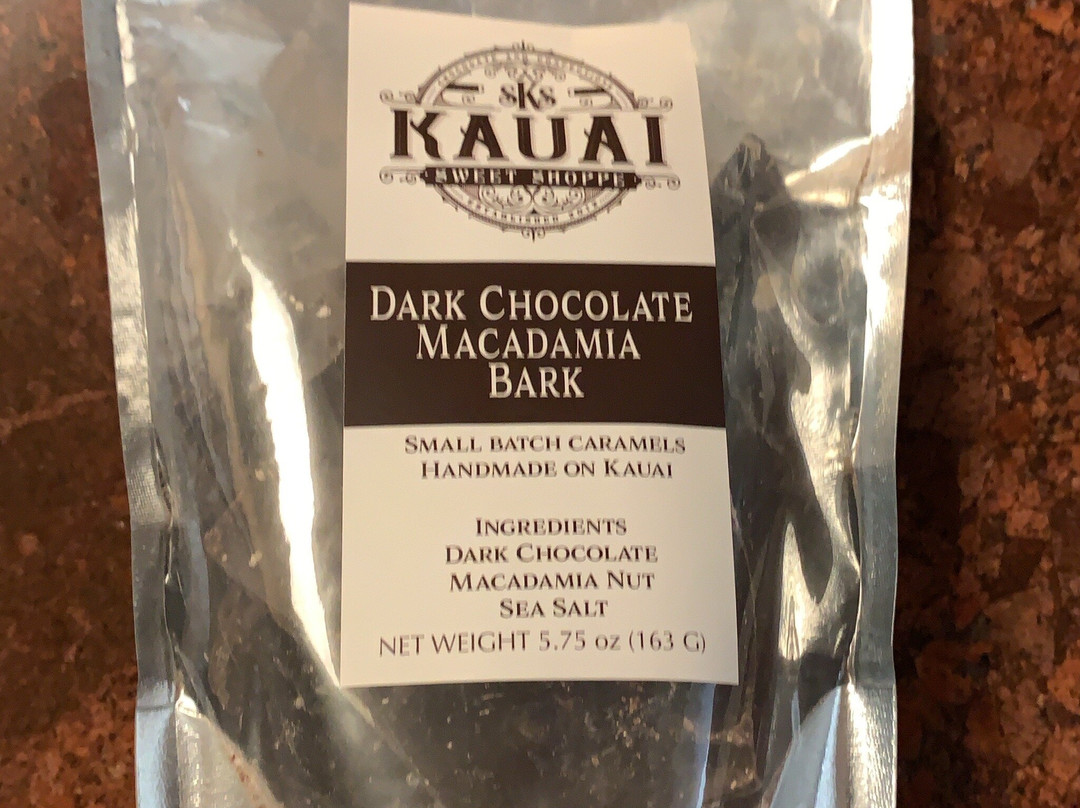 SKS
KAUAI
SWEET SHOPPE
DARK CHOCOLATE
MACADAMIA
BARK
SMALL BATCH CARAMELS
HANDMADE ON KAUAI
INGREDIENTS
DARK CHOCOLATE
MACADAMIA NUT
SEA SALT
NET WEIGHT 5.75 oz (163 G)